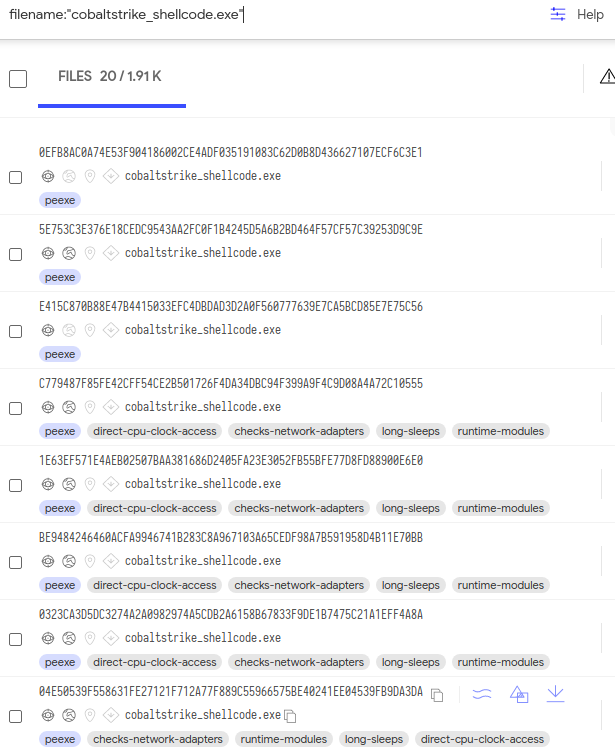 filename:"cobaltstrike_shellcode.exe" Help
FILES 20 / 1.91 K
0EFB8AC0A74E53F904186002CE4ADF035191083C62D0B8D436627107ECF6C3E1
cobaltstrike_shellcode.exe
peexe
5E753C3E376E18CEDC9543AA2FC0F1B4245D5A6B2BD464F57CF57C39253D9C9E
cobaltstrike_shellcode.exe
peexe
E415C870B88E47B4415033EFC4DBDAD3D2A0F560777639E7CA5BCD85E7E75C56
cobaltstrike_shellcode.exe
peexe
C779487F85FE42CFF54CE2B501726F4DA34DBC94F399A9F4C9D08A4A72C10555
cobaltstrike_shellcode.exe
peexe direct-cpu-clock-access checks-network-adapters long-sleeps runtime-modules
1E63EF571E4AEB02507BAA381686D2405FA23E3052FB55BFE77D8FD88900E6E0
cobaltstrike_shellcode.exe
peexe direct-cpu-clock-access checks-network-adapters long-sleeps runtime-modules
BE9484246460ACFA9946741B283C8A967103A65CEDF98A7B591958D4B11E70BB
cobaltstrike_shellcode.exe
peexe direct-cpu-clock-access checks-network-adapters long-sleeps runtime-modules
0323CA3D5DC3274A2A0982974A5CDB2A6158B67833F9DE1B7475C21A1EFF4A8A
cobaltstrike_shellcode.exe
peexe direct-cpu-clock-access checks-network-adapters long-sleeps runtime-modules
04E50539F558631FE27121F712A77F889C55966575BE40241EE04539FB9DA3DA
cobaltstrike_shellcode.exe
peexe checks-network-adapters runtime-modules long-sleeps direct-cpu-clock-access